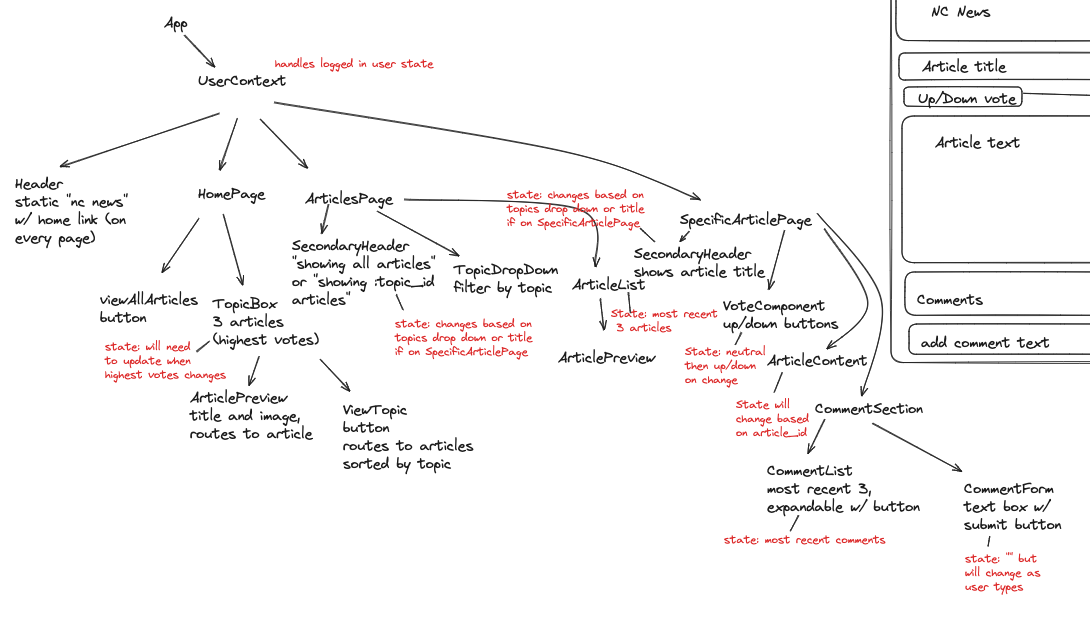 App
handles logged in user state
UserContext
NC News
Article title
Up/Down vote
Article text
Comments
add comment text
Header
static "nc news"
w/ home link (on
every page)
HomePage
viewAllArticles
button
TopicBox
3 articles
(highest votes)
state: will need
to update when
highest votes changes
ArticlePreview
title and image,
routes to article
ViewTopic
button
routes to articles
sorted by topic
ArticlesPage
SecondaryHeader
"showing all articles"
or "showing :topic_id
articles"
state: changes based on
topics drop down or title
if on SpecificArticlePage
TopicDropDown
filter by topic
ArticleList
State: most recent
3 articles
ArticlePreview
SpecificArticlePage
state: changes based on
topics drop down or title
if on SpecificArticlePage
SecondaryHeader
shows article title
VoteComponent
up/down buttons
State: neutral
then up/down
on change
ArticleContent
State will
change based
on article_id
CommentSection
CommentList
most recent 3,
expandable w/ button
state: most recent comments
CommentForm
text box w/
submit button
state: "" but
will change as
user types